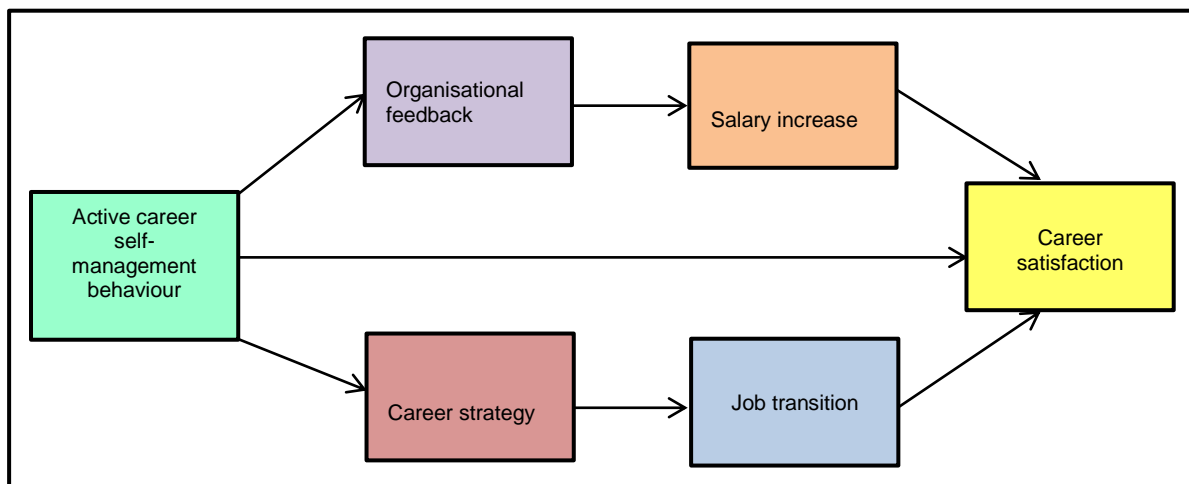 Organisational
feedback
Salary increase
Active career
self-
management
behaviour
Career
satisfaction
Career strategy
Job transition